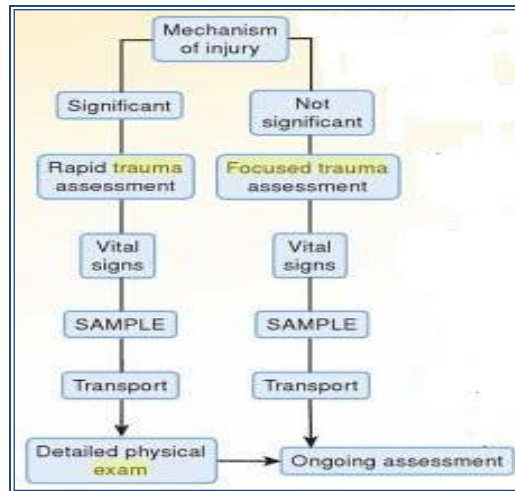 Mechanism
of injury
Significant
Not
significant
Rapid trauma
assessment
Focused trauma
assessment
Vital
signs
Vital
signs
SAMPLE
SAMPLE
Transport
Transport
Detailed physical
exam
Ongoing assessment